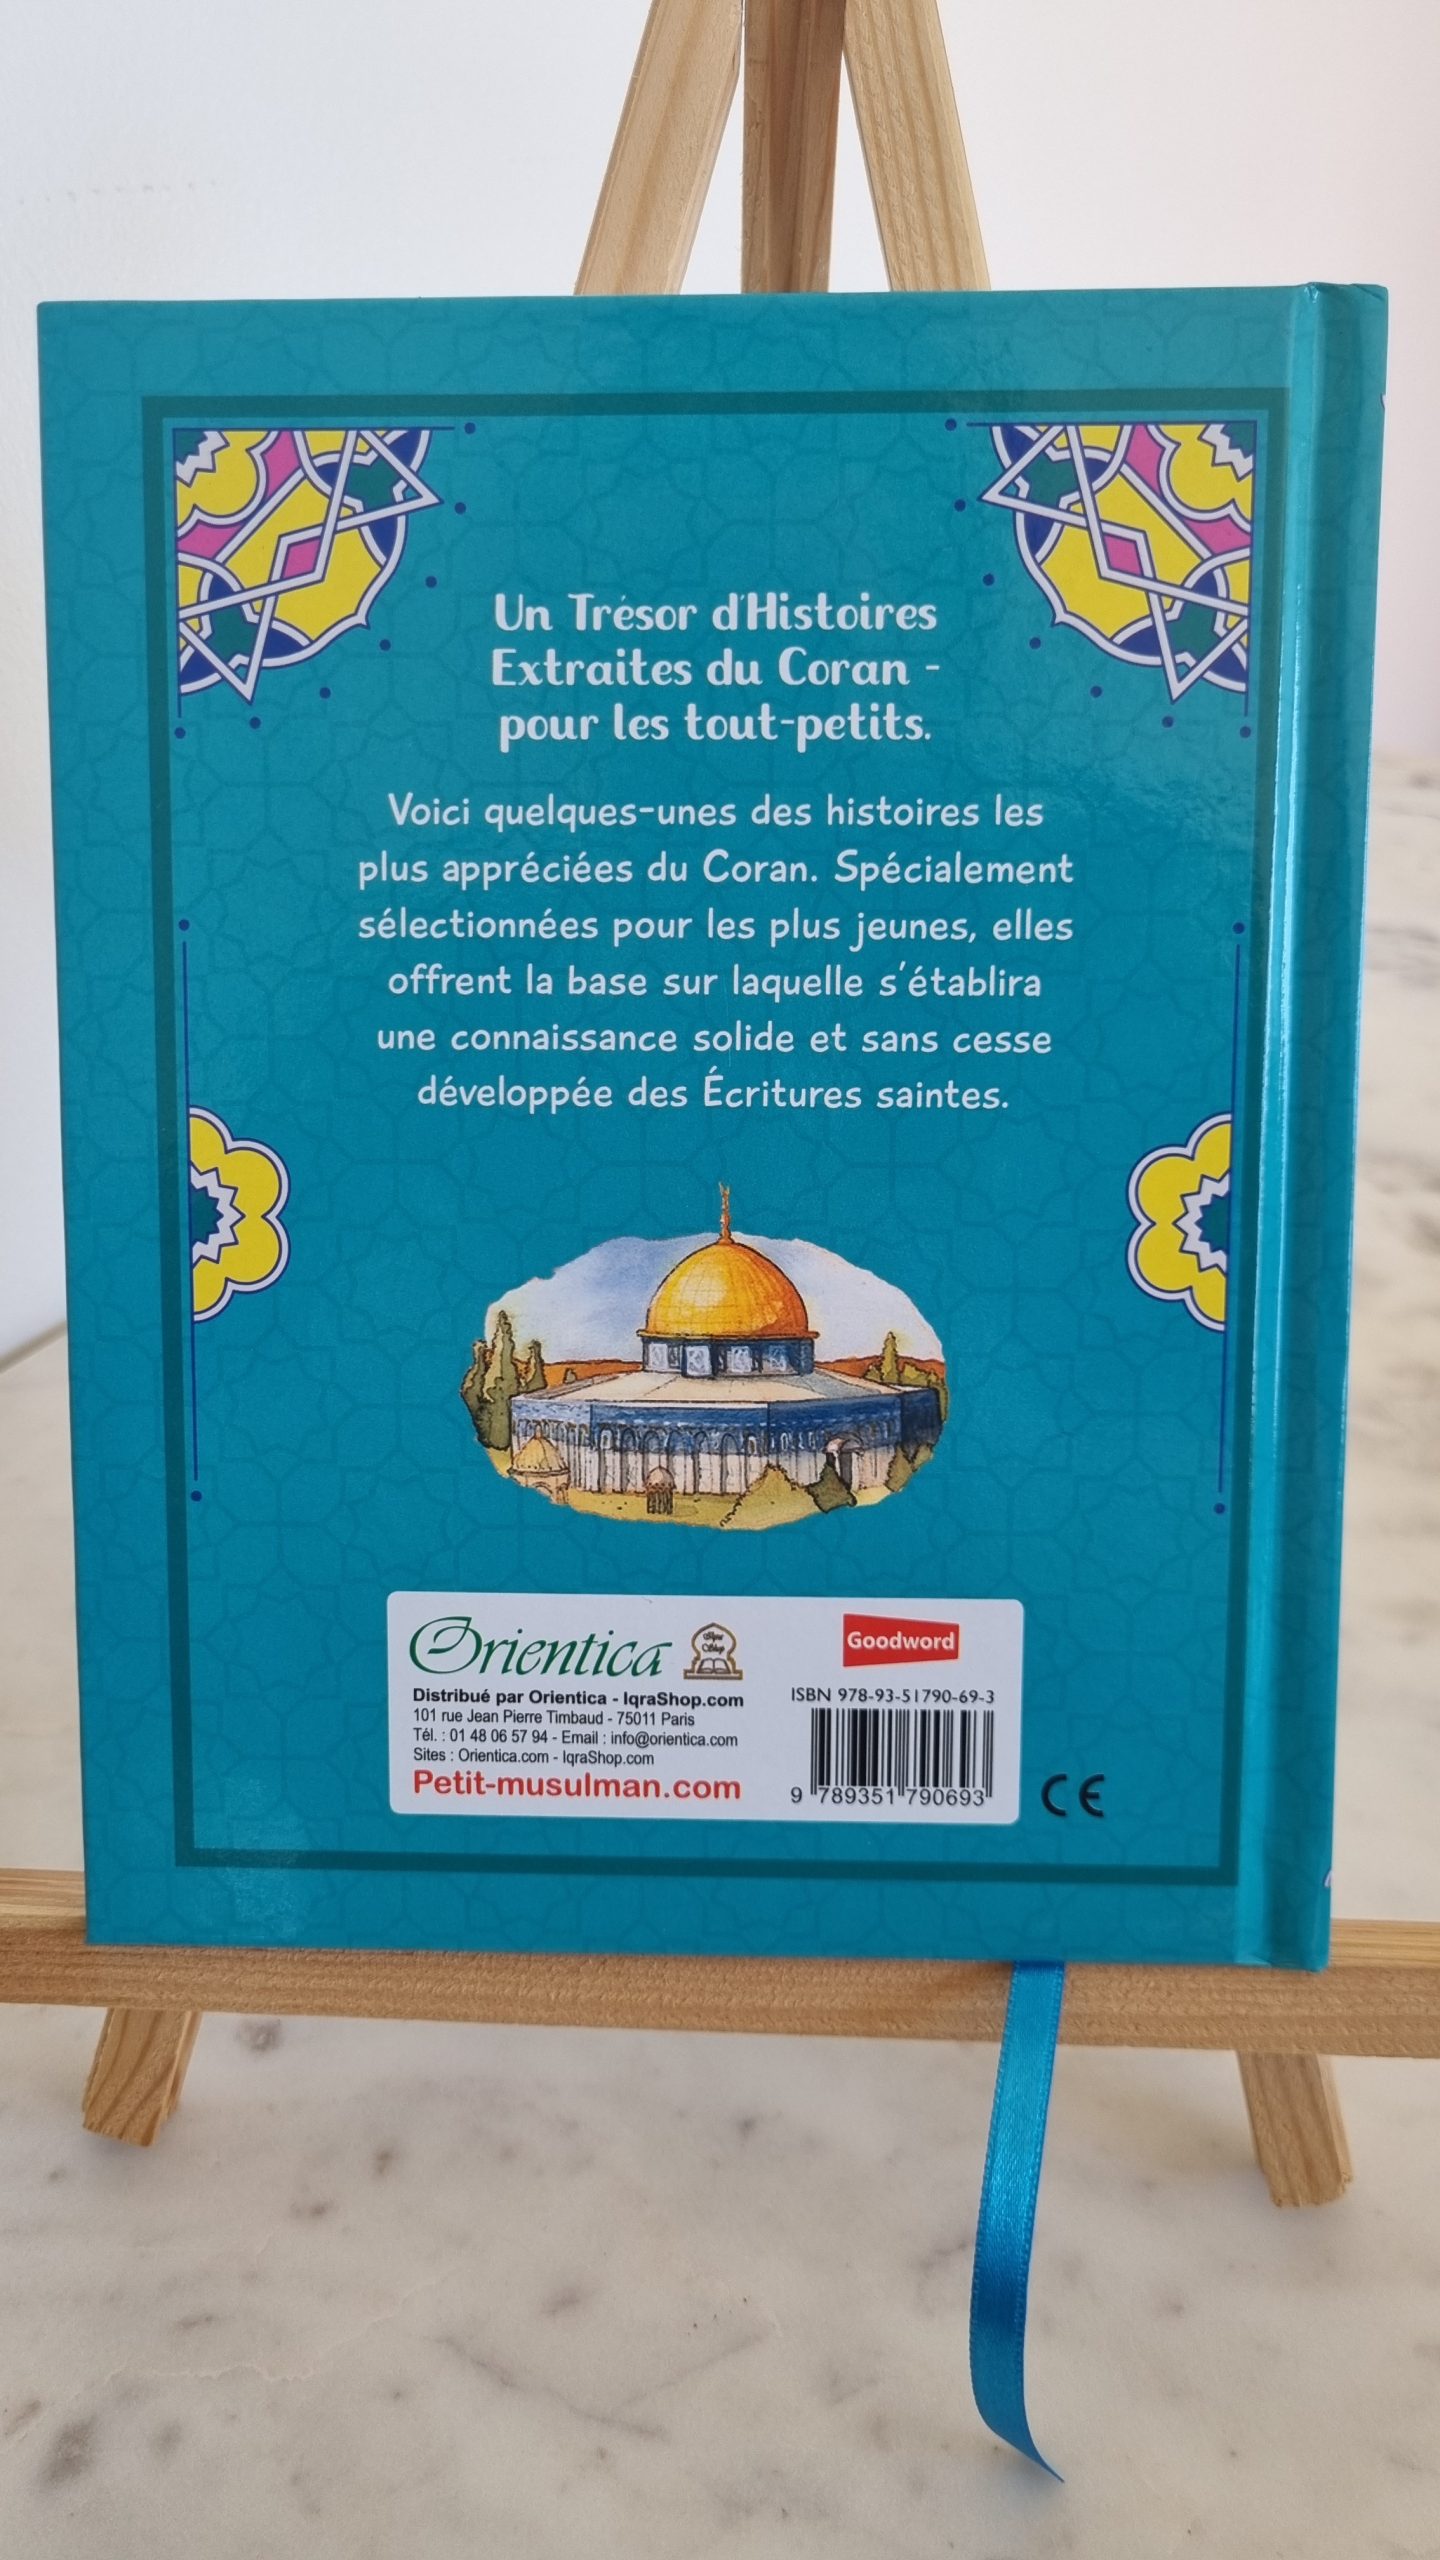 Un Trésor d'Histoires
Extraites du Coran -
pour les tout-petits.
Voici quelques-unes des histoires les
plus appréciées du Coran. Spécialement
sélectionnées pour les plus jeunes, elles
offrent la base sur laquelle s'établira
une connaissance solide et sans cesse
développée des Écritures saintes.
Orientica
Iqra
Shop
Distribué par Orientica - IqraShop.com
101 rue Jean Pierre Timbaud - 75011 Paris
Tél. : 01 48 06 57 94 - Email : info@orientica.com
Sites : Orientica.com - IqraShop.com
Petit-musulman.com
Goodword
ISBN 978-93-51790-69-3
9 789351 790693
CE